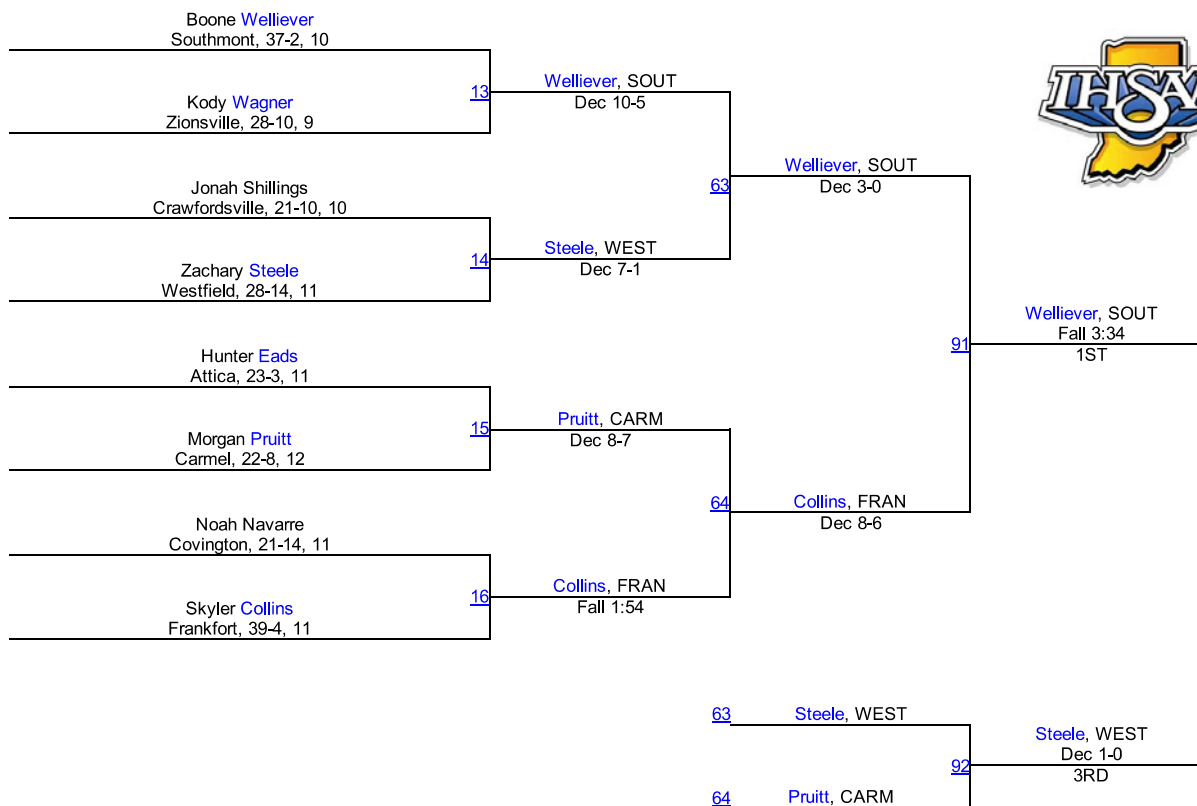 Boone Welliever
Southmont, 37-2, 10
13
Kody Wagner
Zionsville, 28-10, 9
Welliever, SOUT
Dec 10-5
63
Jonah Shillings
Crawfordsville, 21-10, 10
14
Zachary Steele
Westfield, 28-14, 11
Steele, WEST
Dec 7-1
Welliever, SOUT
Dec 3-0
IHSAA
91
Hunter Eads
Attica, 23-3, 11
15
Morgan Pruitt
Carmel, 22-8, 12
Pruitt, CARM
Dec 8-7
64
Noah Navarre
Covington, 21-14, 11
16
Skyler Collins
Frankfort, 39-4, 11
Collins, FRAN
Fall 1:54
Collins, FRAN
Dec 8-6
Welliever, SOUT
Fall 3:34
1ST
63
Steele, WEST
92
64
Pruitt, CARM
Steele, WEST
Dec 1-0
3RD